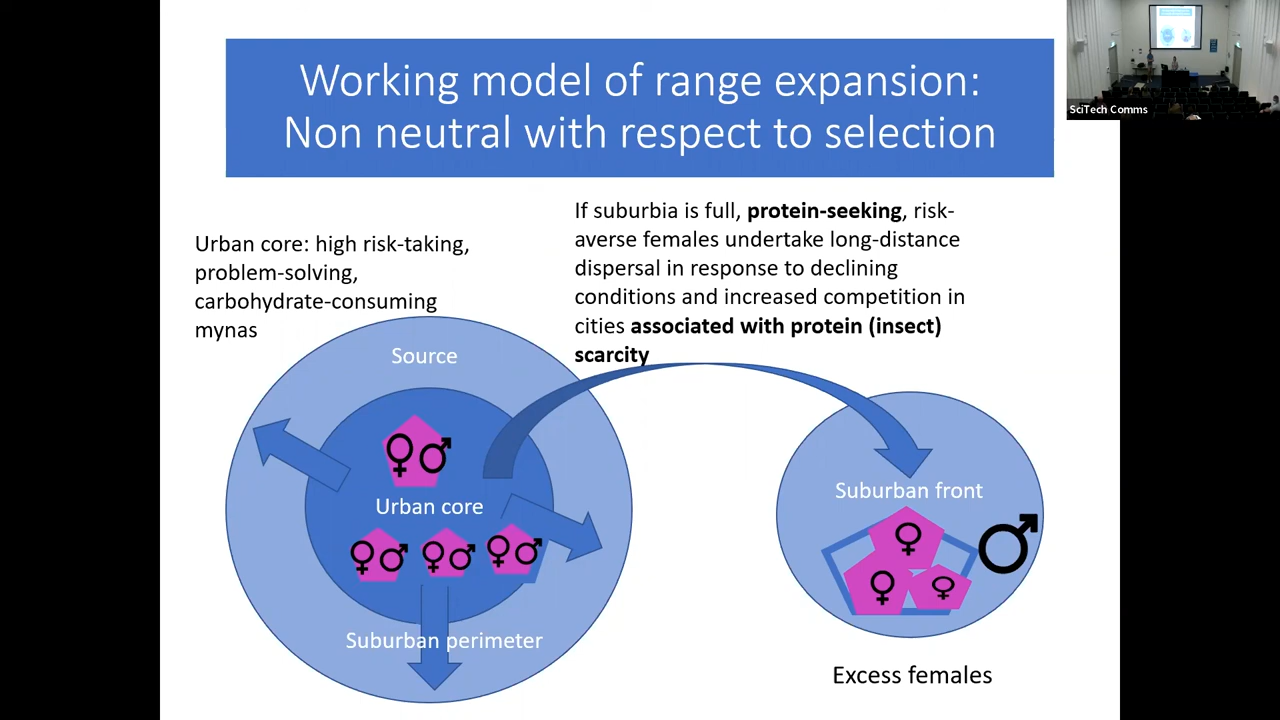 Working model of range expansion:
Non neutral with respect to selection
SciTech Comms
Urban core: high risk-taking,
problem-solving,
carbohydrate-consuming
mynas
If suburbia is full, protein-seeking, risk-
averse females undertake long-distance
dispersal in response to declining
conditions and increased competition in
cities associated with protein (insect)
scarcity
Source
Urban core
Suburban perimeter
Suburban front
Excess females